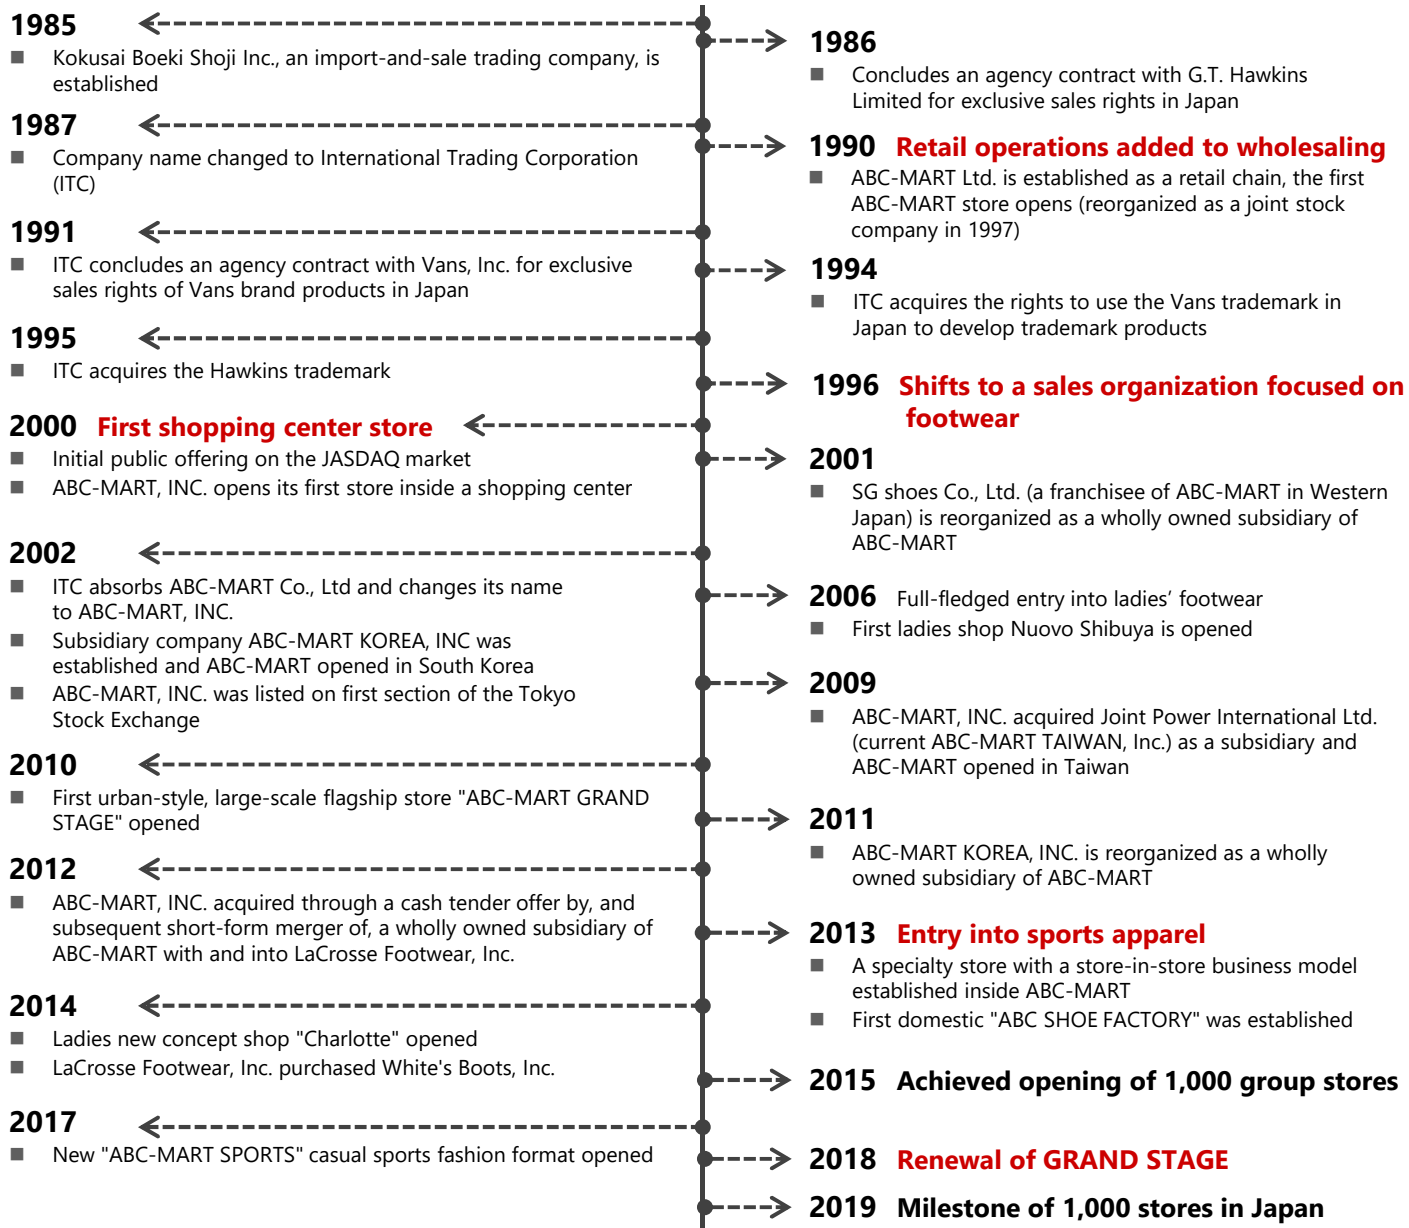 1985
■ Kokusai Boeki Shoji Inc., an import-and-sale trading company, is
established
1986
■ Concludes an agency contract with G.T. Hawkins
Limited for exclusive sales rights in Japan
1987
■ Company name changed to International Trading Corporation
(ITC)
1990 Retail operations added to wholesaling
■ ABC-MART Ltd. is established as a retail chain, the first
ABC-MART store opens (reorganized as a joint stock
company in 1997)
1991
■ ITC concludes an agency contract with Vans, Inc. for exclusive
sales rights of Vans brand products in Japan
1994
■ ITC acquires the rights to use the Vans trademark in
Japan to develop trademark products
1995
■ ITC acquires the Hawkins trademark
1996 Shifts to a sales organization focused on
footwear
2000 First shopping center store
■ Initial public offering on the JASDAQ market
■ ABC-MART, INC. opens its first store inside a shopping center
2001
■ SG shoes Co., Ltd. (a franchisee of ABC-MART in Western
Japan) is reorganized as a wholly owned subsidiary of
ABC-MART
2002
■ ITC absorbs ABC-MART Co., Ltd and changes its name
to ABC-MART, INC.
■ Subsidiary company ABC-MART KOREA, INC was
established and ABC-MART opened in South Korea
■ ABC-MART, INC. was listed on first section of the Tokyo
Stock Exchange
2006 Full-fledged entry into ladies’ footwear
■ First ladies shop Nuovo Shibuya is opened
2009
■ ABC-MART, INC. acquired Joint Power International Ltd.
(current ABC-MART TAIWAN, Inc.) as a subsidiary and
ABC-MART opened in Taiwan
2010
■ First urban-style, large-scale flagship store "ABC-MART GRAND
STAGE" opened
2011
■ ABC-MART KOREA, INC. is reorganized as a wholly
owned subsidiary of ABC-MART
2012
■ ABC-MART, INC. acquired through a cash tender offer by, and
subsequent short-form merger of, a wholly owned subsidiary of
ABC-MART with and into LaCrosse Footwear, Inc.
2013 Entry into sports apparel
■ A specialty store with a store-in-store business model
established inside ABC-MART
■ First domestic "ABC SHOE FACTORY" was established
2014
■ Ladies new concept shop "Charlotte" opened
■ LaCrosse Footwear, Inc. purchased White's Boots, Inc.
2015 Achieved opening of 1,000 group stores
2017
■ New "ABC-MART SPORTS" casual sports fashion format opened
2018 Renewal of GRAND STAGE
2019 Milestone of 1,000 stores in Japan